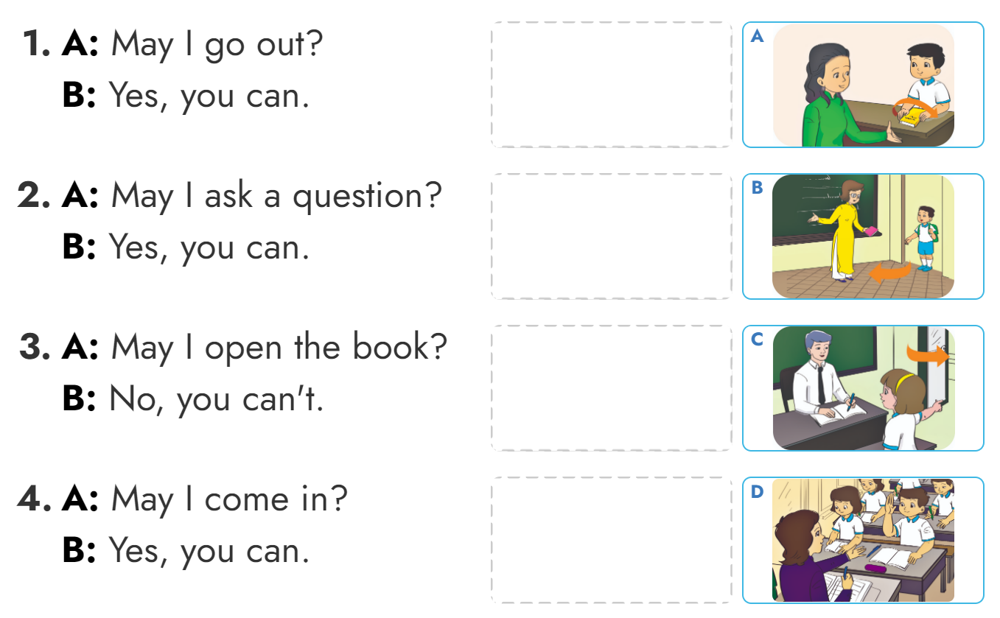 1. A: May I go out?
B: Yes, you can.
A
2. A: May I ask a question?
B: Yes, you can.
B
3. A: May I open the book?
B: No, you can't.
C
4. A: May I come in?
B: Yes, you can.
D